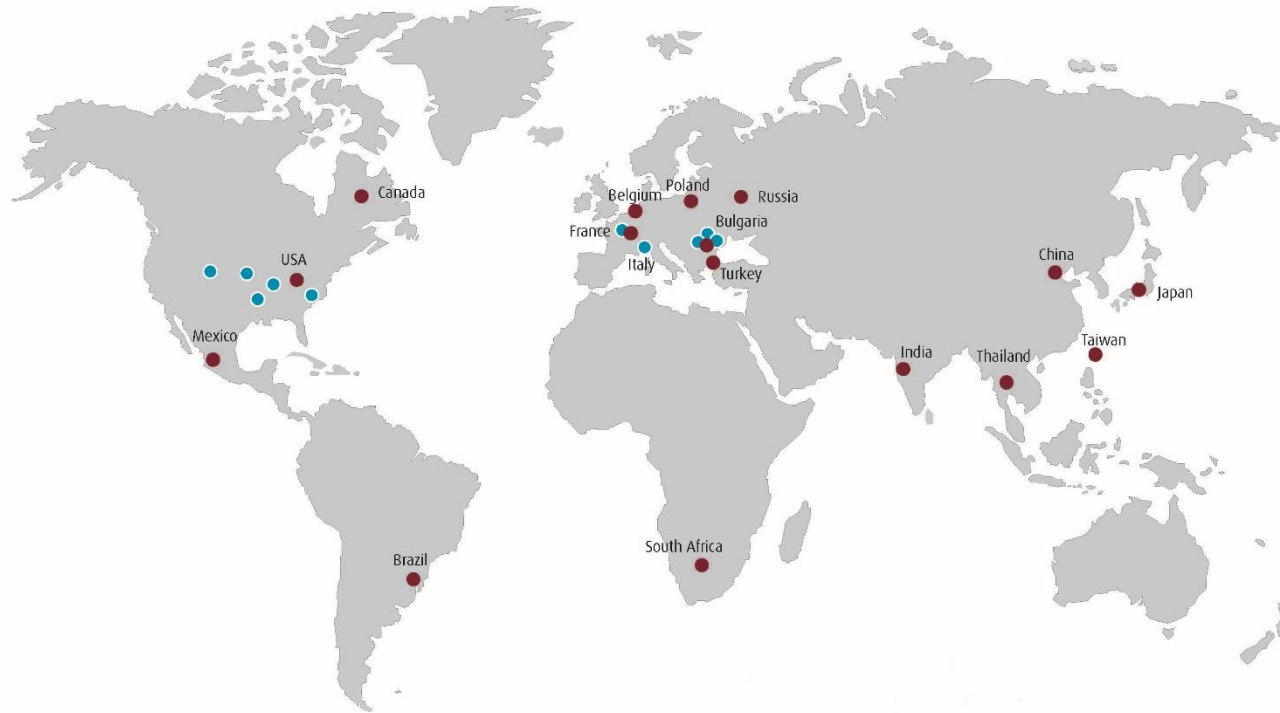 Canada
Poland
Belgium
Russia
Bulgaria
France
USA
Italy
Turkey
China
Japan
Mexico
Taiwan
India
Thailand
South Africa
Brazil